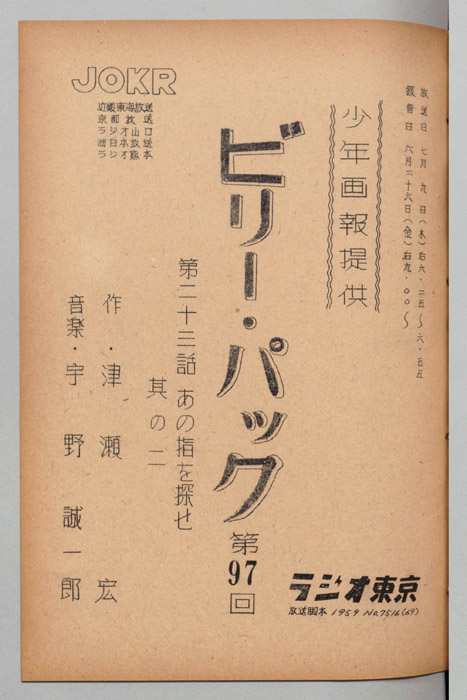 放送日 七月九日(木)后六・二五〜六・五五
録音日 六月二十六日(金)后九・〇〇〜
少年画報提供
ビリー・パック 第97回
第二十三話 あの指を探せ
其の二
作・津瀬 宏
音楽・宇野 誠一郎
JOKR
近畿東海放送
京都放送
ラジオ山口
商日本放送
ラジオ熊本
ラジオ東京
放送脚本 1959 No.7516(69)